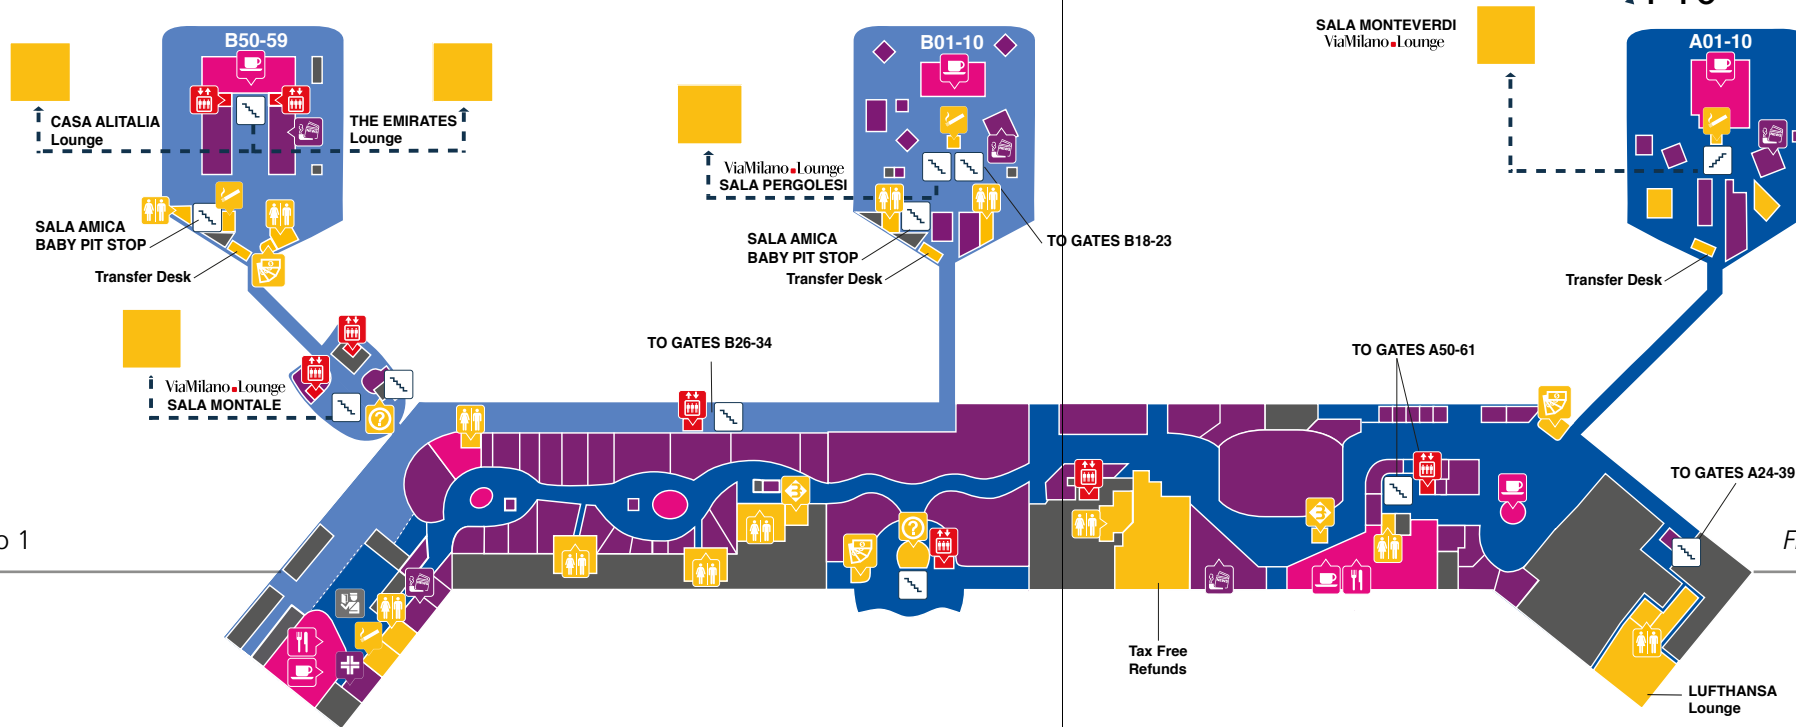 SALA MONTEVERDI
ViaMilano Lounge
B50-59
B01-10
A01-10
CASA ALITALIA
Lounge
THE EMIRATES
Lounge
ViaMilano Lounge
SALA PERGOLESI
SALA AMICA
BABY PIT STOP
Transfer Desk
SALA AMICA
BABY PIT STOP
Transfer Desk
TO GATES B18-23
Transfer Desk
ViaMilano Lounge
SALA MONTALE
TO GATES B26-34
TO GATES A50-61
TO GATES A24-39
o 1
Tax Free
Refunds
LUFTHANSA
Lounge